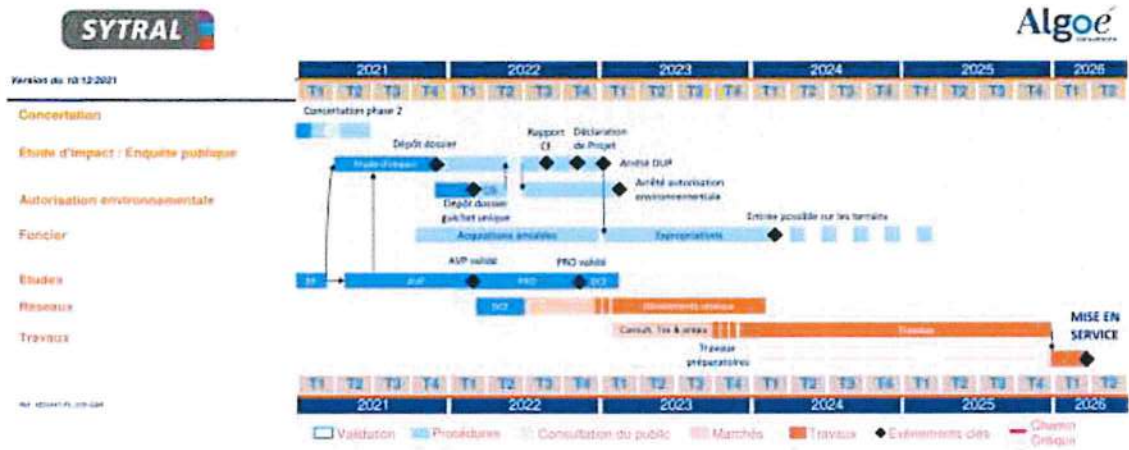 SYTRAL
Algoé
Version du 10/12/2021
2021 2022 2023 2024 2025 2026
T1 T2 T3 T4 T1 T2 T3 T4 T1 T2 T3 T4 T1 T2 T3 T4 T1 T2 T3 T4 T1 T2
Concertation
Concertation phase 2
Etude d'impact : Enquête publique
Dépôt dossier
Rapport
CE
Déclaration
de Projet
Etude d'impact
Arrêté DUP
Autorisation environnementale
Dépôt dossier
guichet unique
Arrêté autorisation
environnementale
Foncier
Acquisitions amiables
Expropriations
Entrée possible sur les terrains
Etudes
AVP validé
PRO validé
AVP
PRO
DCE
Réseaux
DCE
Travaux
Consult. Trx & prépa
Travaux
Travaux
préparatoires
MISE EN
SERVICE
T1 T2 T3 T4 T1 T2 T3 T4 T1 T2 T3 T4 T1 T2 T3 T4 T1 T2 T3 T4 T1 T2
2021 2022 2023 2024 2025 2026
Validation Procédures Consultation du public Marchés Travaux Evénements clés Chemin
Critique